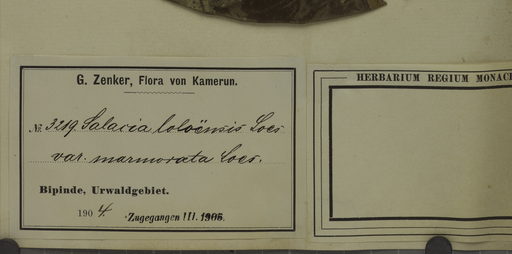 G. Zenker, Flora von Kamerun.
№ 3219. Salacia loloënsis Loes
var. marmorata Loes.
Bipinde, Urwaldgebiet.
1904. Zugegangen III. 1906.
HERBARIUM REGIUM MONAC